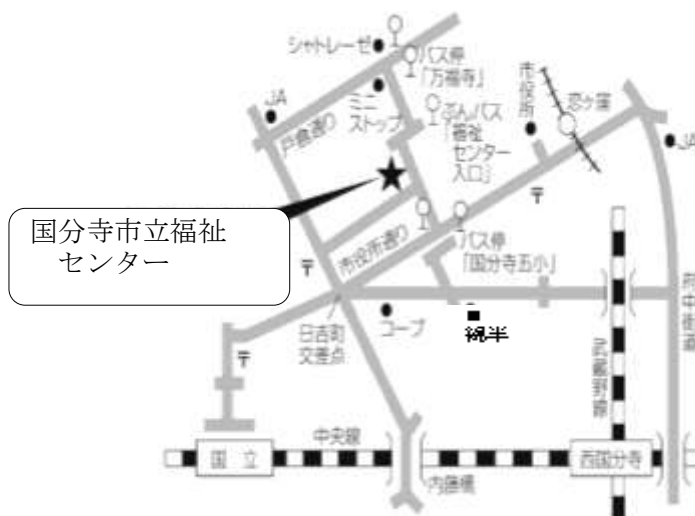 シャトレーゼ
バス停
「万福寺」
JA
ミニ
ストップ
戸倉通り
ぶんバス
「福祉
センター
入口」
市役所
恋ヶ窪
JA
国分寺市立福祉
センター
〒
〒
市役所通り
バス停
「国分寺五小」
府中街道
日吉町
交差点
コープ
〒
武蔵野線
中央線
国立
内藤橋
西国分寺